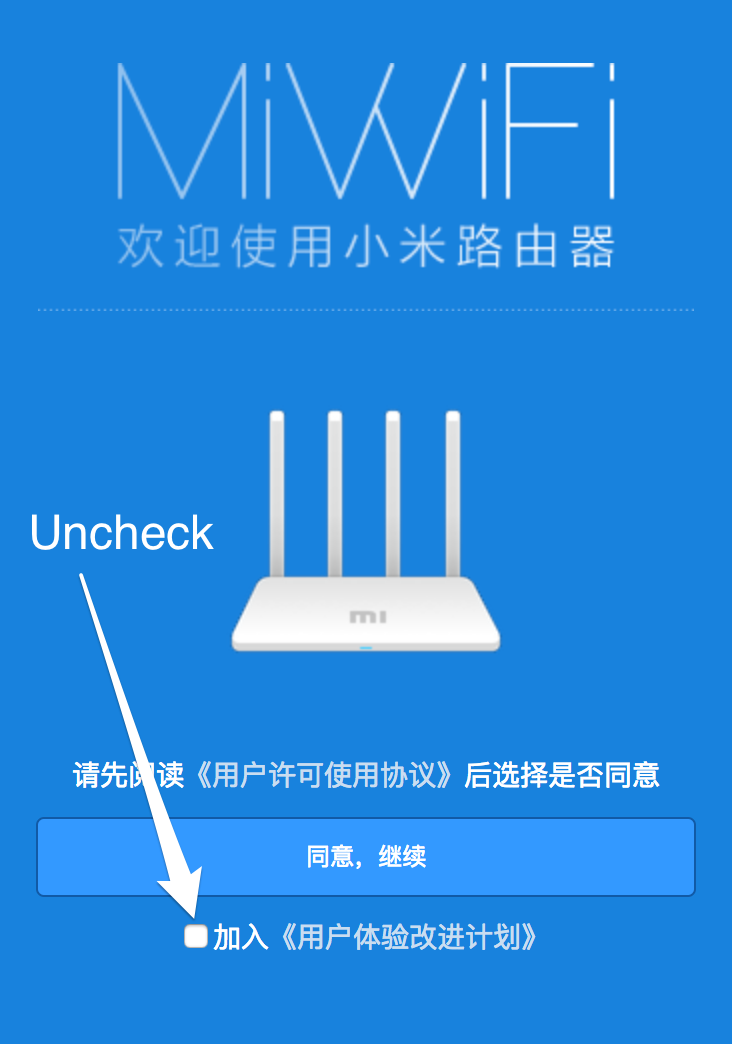 MiWiFi
欢迎使用小米路由器
Uncheck
mi
请先阅读《用户许可使用协议》后选择是否同意
同意，继续
加入《用户体验改进计划》